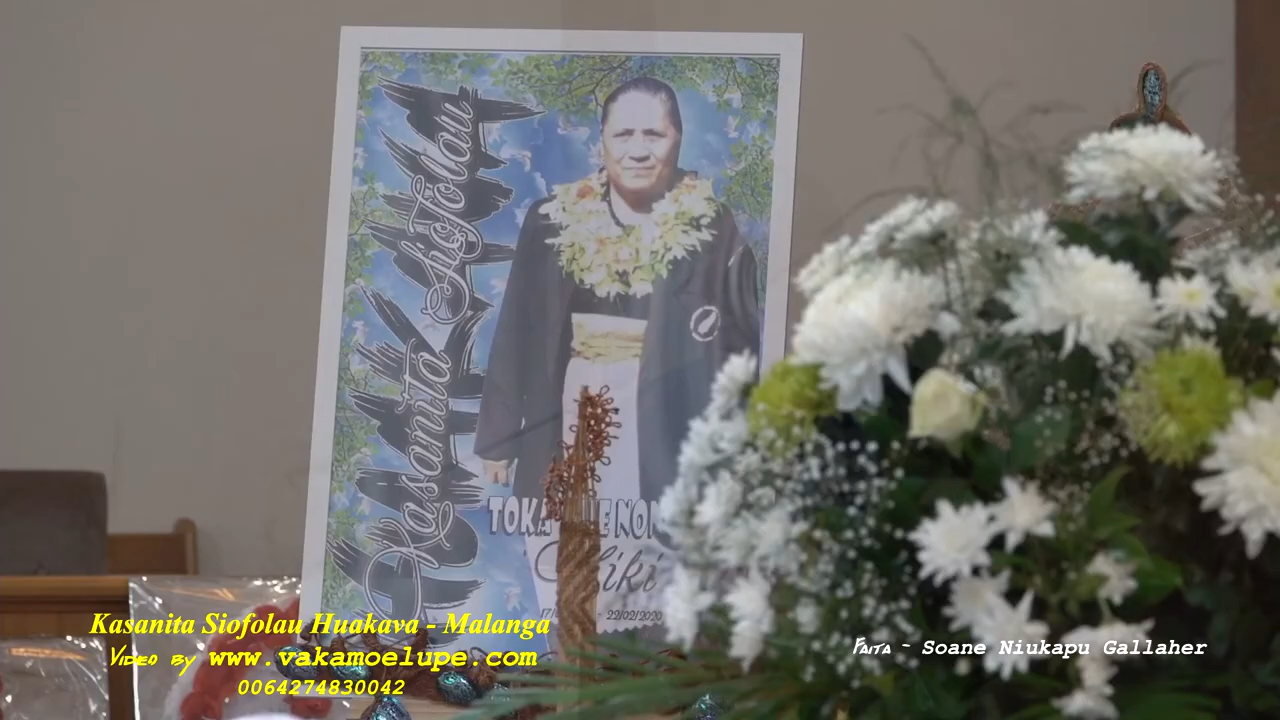 Kasanita Siofolau
TOKA
liki
- 22/02/2020
Kasanita Siofolau Huakava - Malanga
Video by www.vakamoelupe.com
0064274830042
Faita - Soane Niukapu Gallaher